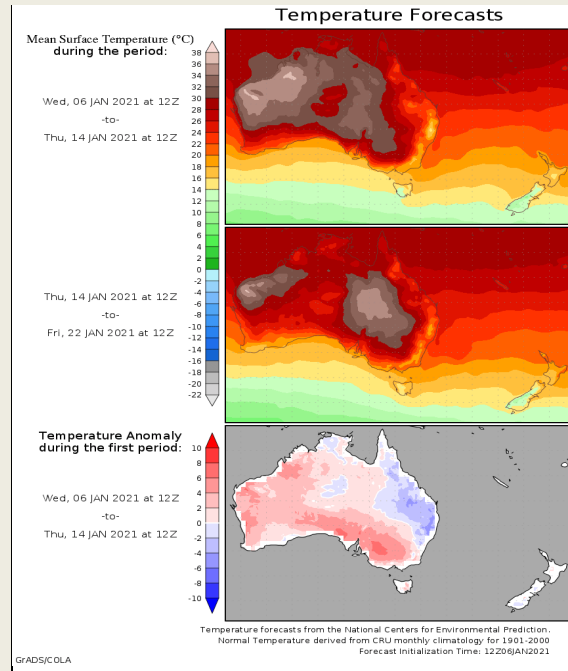 Temperature Forecasts
Mean Surface Temperature (°C)
during the period:
38
36
34
32
30
28
26
24
22
20
18
16
14
12
10
8
6
4
2
0
-2
-4
-6
-8
-10
-12
-14
-16
-18
-20
-22
Wed, 06 JAN 2021 at 12Z
-to-
Thu, 14 JAN 2021 at 12Z
Thu, 14 JAN 2021 at 12Z
-to-
Fri, 22 JAN 2021 at 12Z
Temperature Anomaly
during the first period:
10
8
6
4
2
0
-2
-4
-6
-8
-10
Wed, 06 JAN 2021 at 12Z
-to-
Thu, 14 JAN 2021 at 12Z
Temperature forecasts from the National Centers for Environmental Prediction.
Normal Temperature derived from CRU monthly climatology for 1901-2000
Forecast Initialization Time: 12Z06JAN2021
GrADS/COLA